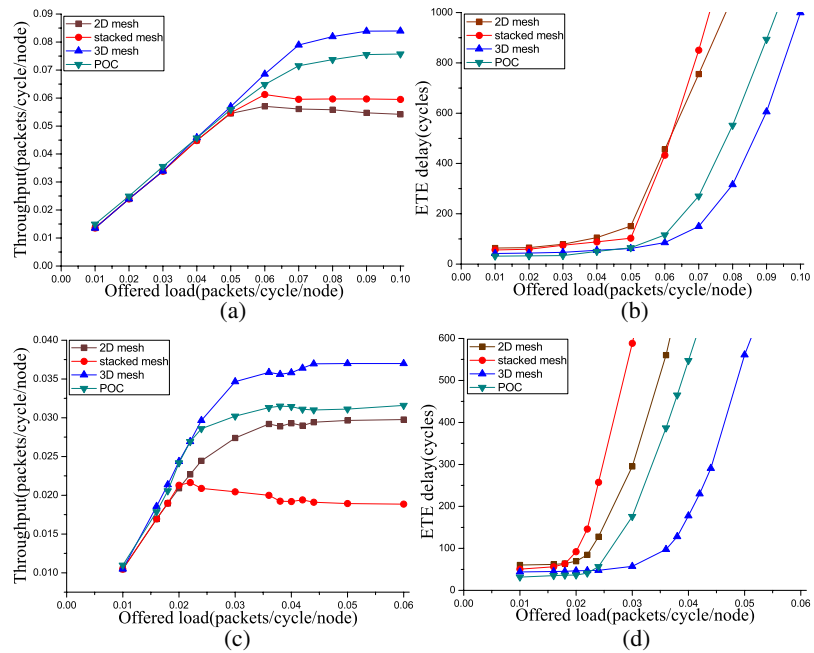 2D mesh
stacked mesh
3D mesh
POC
Throughput(packets/cycle/node)
0.09
0.08
0.07
0.06
0.05
0.04
0.03
0.02
0.01
0.00
0.00 0.01 0.02 0.03 0.04 0.05 0.06 0.07 0.08 0.09 0.10
Offered load(packets/cycle/node)
(a)
2D mesh
stacked mesh
3D mesh
POC
ETE delay(cycles)
1000
800
600
400
200
0
0.00 0.01 0.02 0.03 0.04 0.05 0.06 0.07 0.08 0.09 0.10
Offered load(packets/cycle/node)
(b)
2D mesh
stacked mesh
3D mesh
POC
Throughput(packets/cycle/node)
0.040
0.035
0.030
0.025
0.020
0.015
0.010
0.00 0.01 0.02 0.03 0.04 0.05 0.06
Offered load(packets/cycle/node)
(c)
2D mesh
stacked mesh
3D mesh
POC
ETE delay(cycles)
600
500
400
300
200
100
0
0.00 0.01 0.02 0.03 0.04 0.05 0.06
Offered load(packets/cycle/node)
(d)